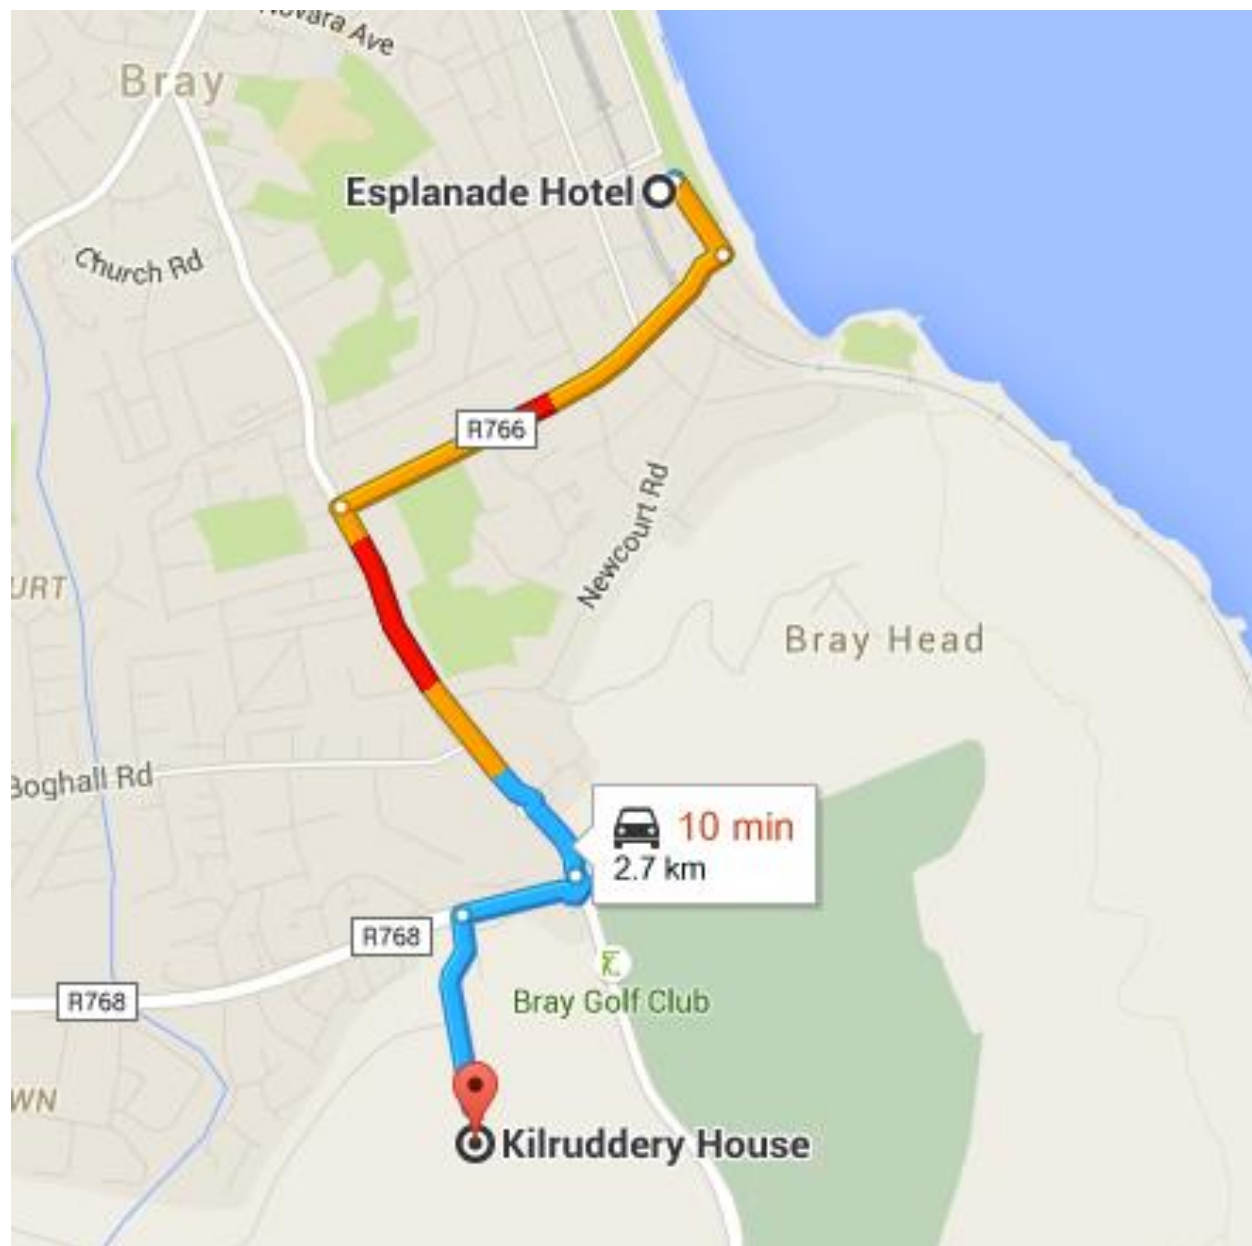 Novara Ave
Bray
Esplanade Hotel
Church Rd
R766
Newcourt Rd
URT
Bray Head
Boghall Rd
10 min
2.7 km
R768
R768
Bray Golf Club
WN
Kilruddery House